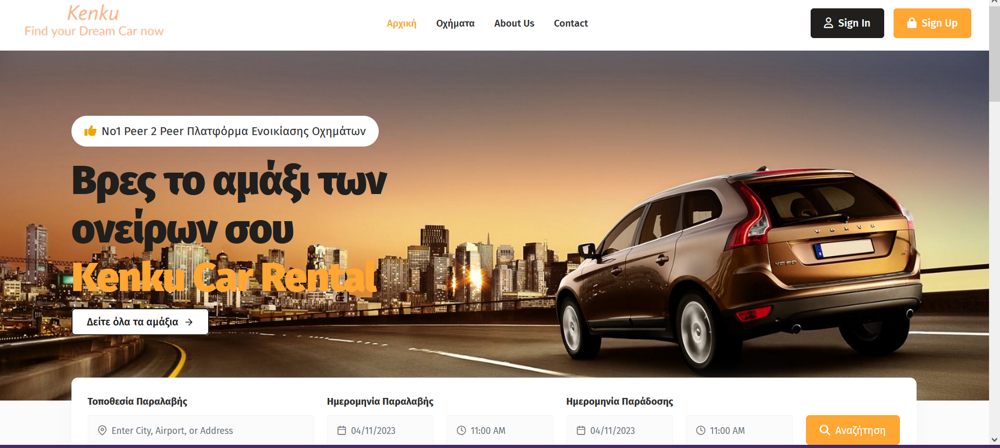 Kenku
Find your Dream Car now
Αρχική
Οχήματα
About Us
Contact
Sign In
Sign Up
No1 Peer 2 Peer Πλατφόρμα Ενοικίασης Οχημάτων
Βρες το αμάξι των
ονείρων σου
Kenku Car Rental
Δείτε όλα τα αμάξια
VOLVO
XC60
Τοποθεσία Παραλαβής
Ημερομηνία Παραλαβής
Ημερομηνία Παράδοσης
Enter City, Airport, or Address
04/11/2023
11:00 AM
04/11/2023
11:00 AM
Αναζήτηση